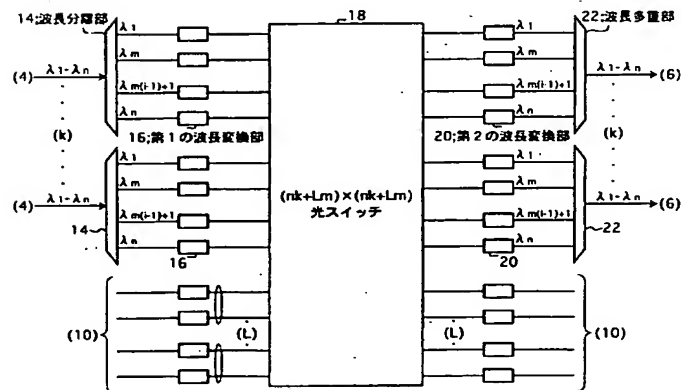 14;波長分離部
18
22;波長多重部
λ1
λ1
λm
λm
(4) λ1-λn
λ1-λn (6)
λm(i-1)+1
λm(i-1)+1
(k)
(k)
λn
λn
16;第1の波長変換部
20;第2の波長変換部
λ1
λ1
λm
λm
(nk+Lm)×(nk+Lm)
光スイッチ
(4) λ1-λn
λ1-λn (6)
λm(i-1)+1
λm(i-1)+1
14
λn
λn
22
16
20
(10)
(L)
(L)
(10)